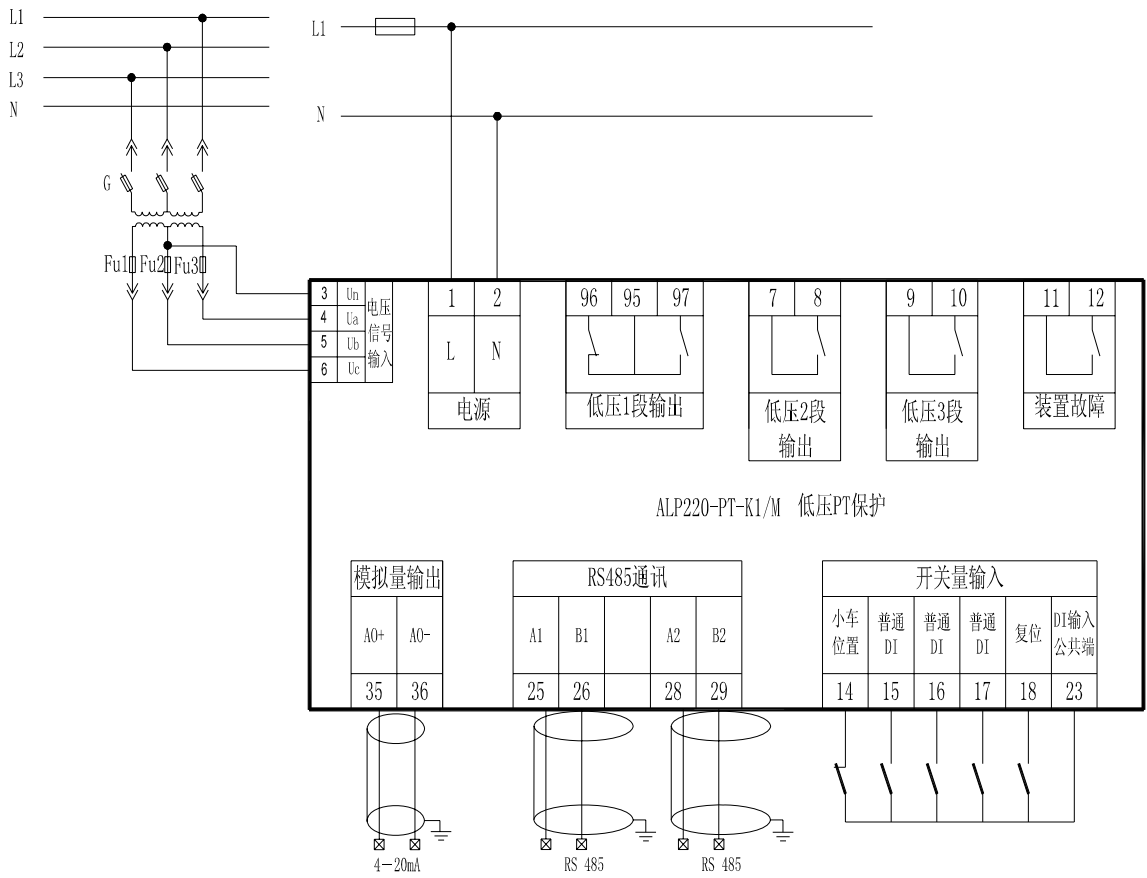 L1
L2
L3
N
L1
N
G
Fu1 Fu2 Fu3
3 Un
4 Ua
5 Ub
6 Uc
电压
信号
输入
1 2
L N
电源
96 95 97
低压1段输出
7 8
低压2段
输出
9 10
低压3段
输出
11 12
装置故障
ALP220-PT-K1/M 低压PT保护
模拟量输出
AO+ AO-
35 36
4-20mA
RS485通讯
A1 B1 A2 B2
25 26 28 29
RS 485
RS 485
开关量输入
小车
位置
普通
DI
普通
DI
普通
DI
复位
DI输入
公共端
14 15 16 17 18 23